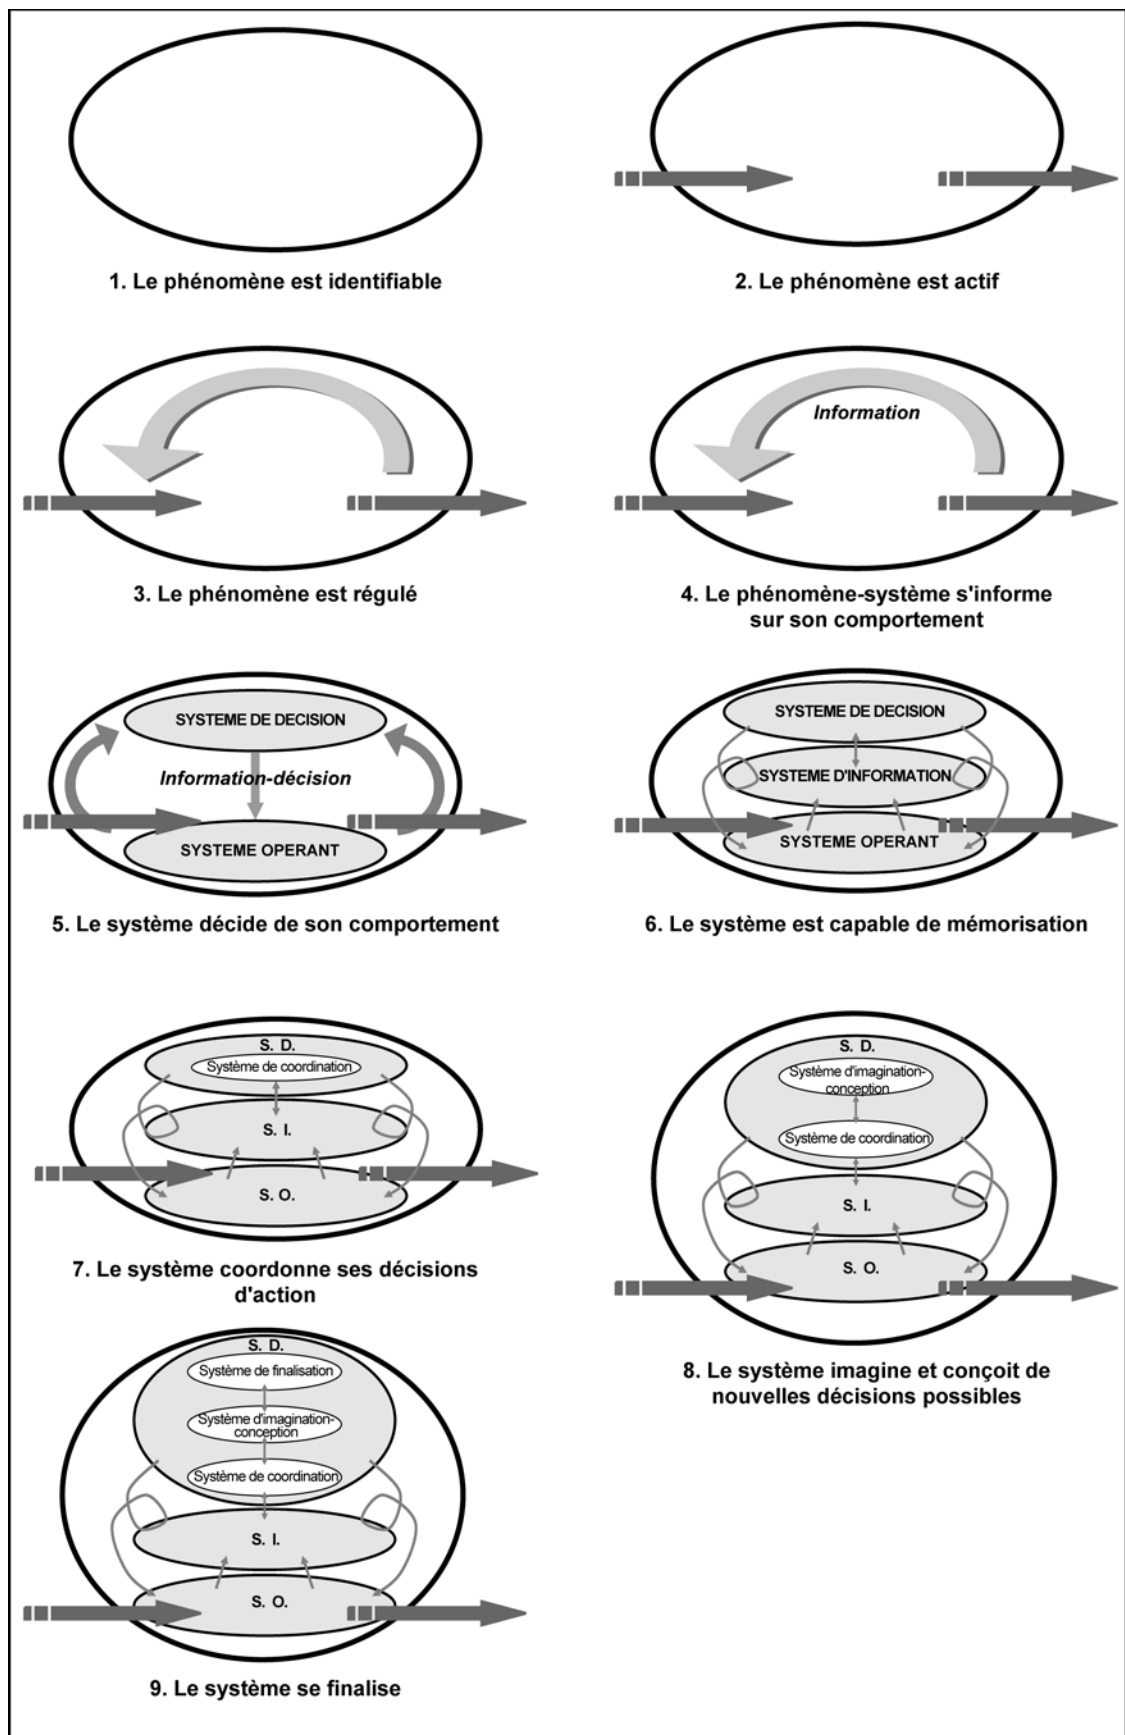 1. Le phénomène est identifiable
2. Le phénomène est actif
3. Le phénomène est régulé
Information
4. Le phénomène-système s'informe
sur son comportement
SYSTEME DE DECISION
Information-décision
SYSTEME OPERANT
5. Le système décide de son comportement
SYSTEME DE DECISION
SYSTEME D'INFORMATION
SYSTEME OPERANT
6. Le système est capable de mémorisation
S. D.
Système de coordination
S. I.
S. O.
7. Le système coordonne ses décisions
d'action
S. D.
Système d'imagination-
conception
Système de coordination
S. I.
S. O.
8. Le système imagine et conçoit de
nouvelles décisions possibles
S. D.
Système de finalisation
Système d'imagination-
conception
Système de coordination
S. I.
S. O.
9. Le système se finalise